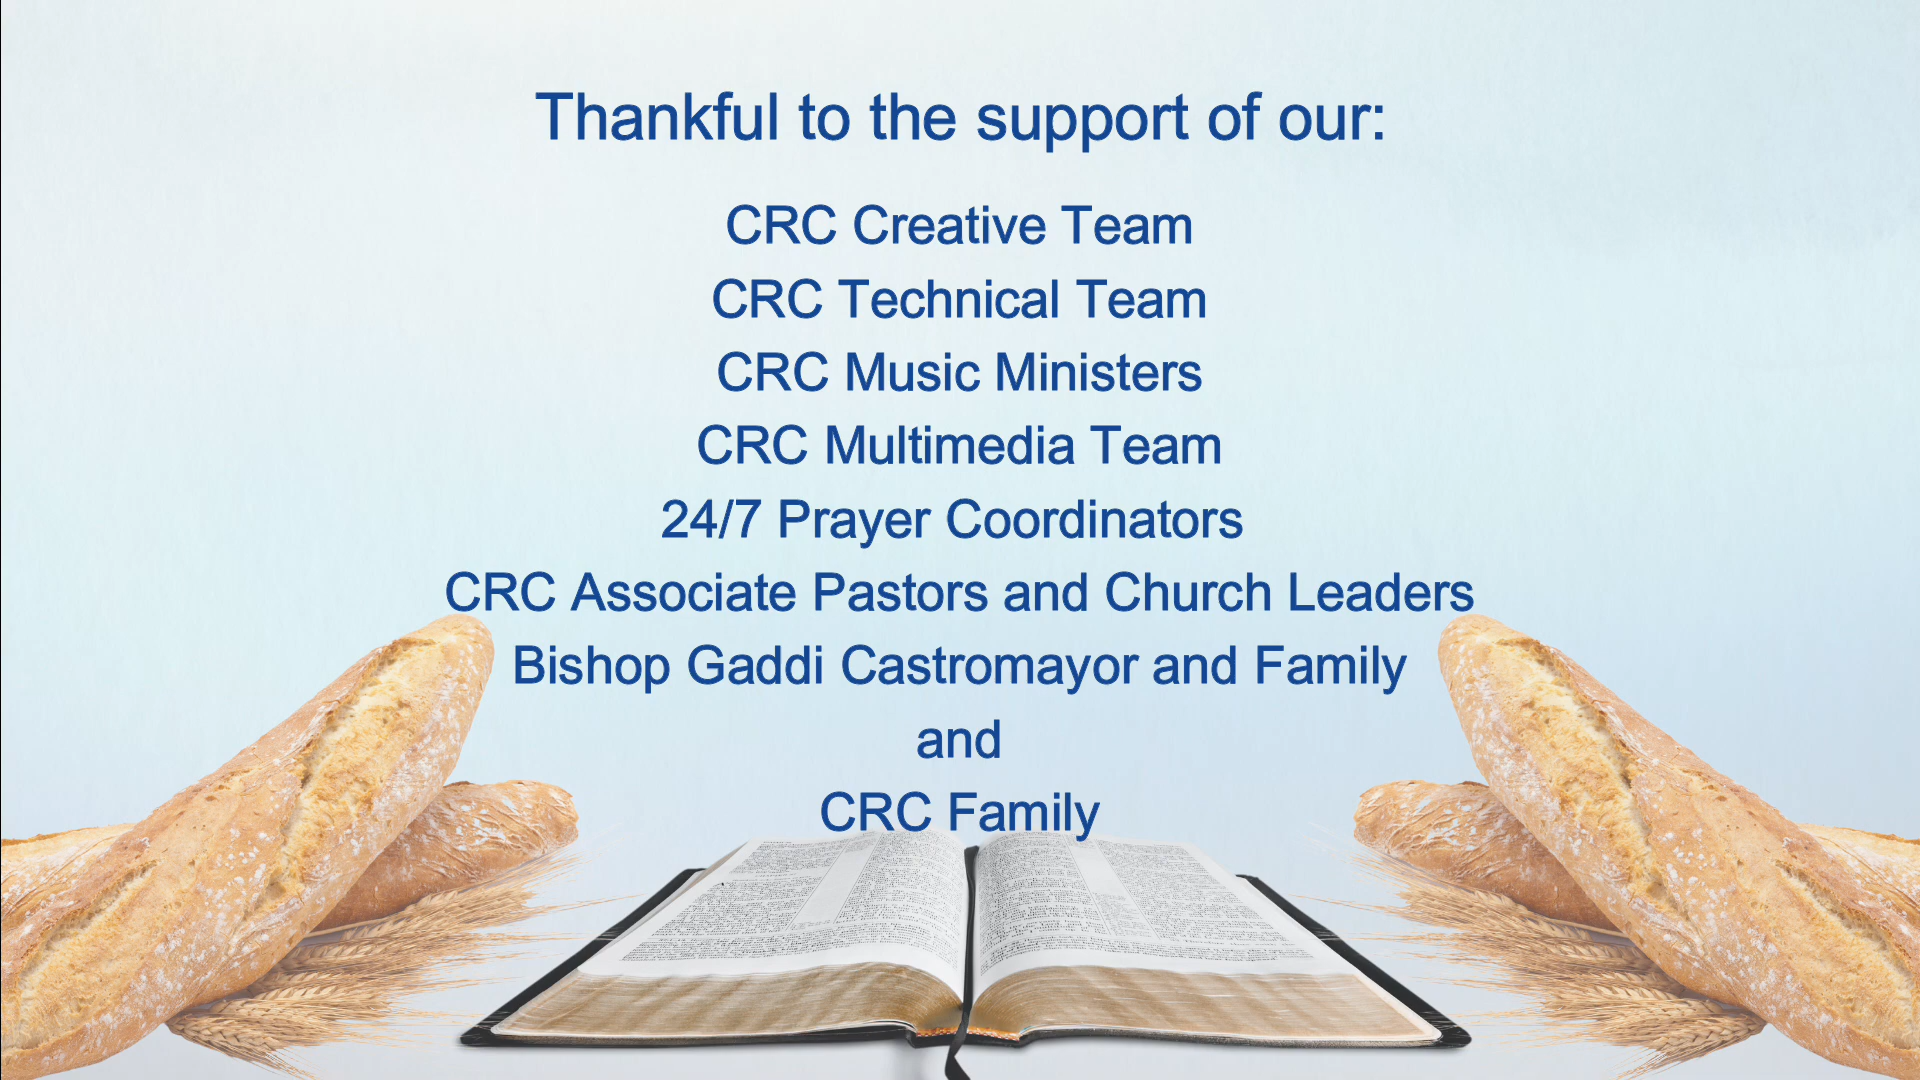 Thankful to the support of our:
CRC Creative Team
CRC Technical Team
CRC Music Ministers
CRC Multimedia Team
24/7 Prayer Coordinators
CRC Associate Pastors and Church Leaders
Bishop Gaddi Castromayor and Family
and
CRC Family